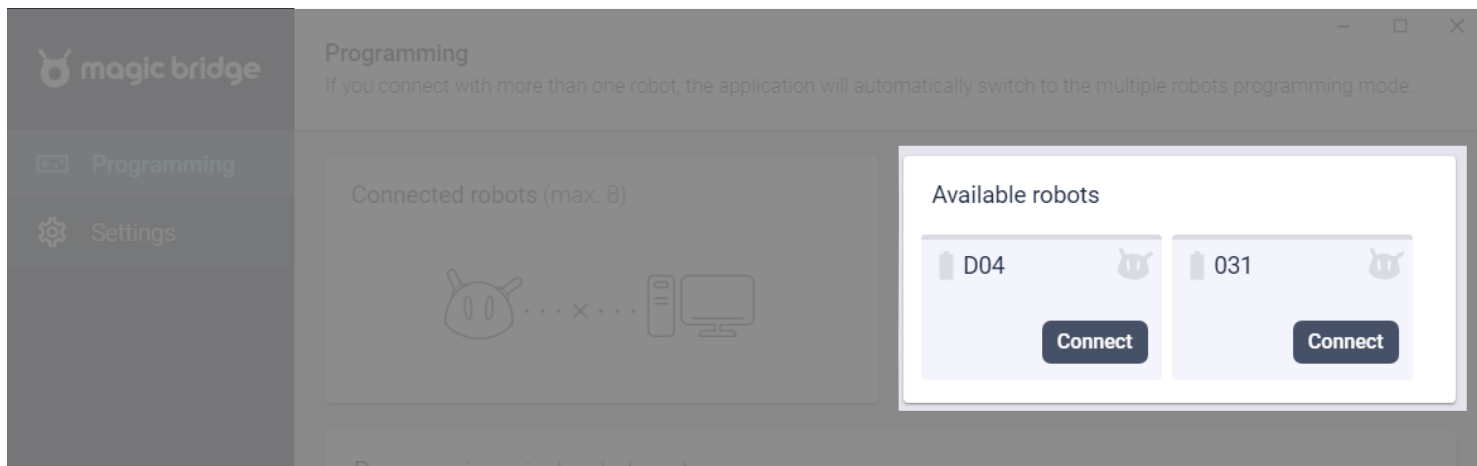 magic bridge
Programming
If you connect with more than one robot, the application will automatically switch to the multiple robots programming mode.
Programming
Settings
Connected robots (max. 8)
Available robots
D04
031
Connect
Connect